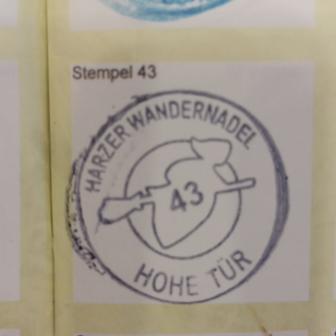 Stempel 43
HARZER WANDERNADEL
43
HOHE TÜR